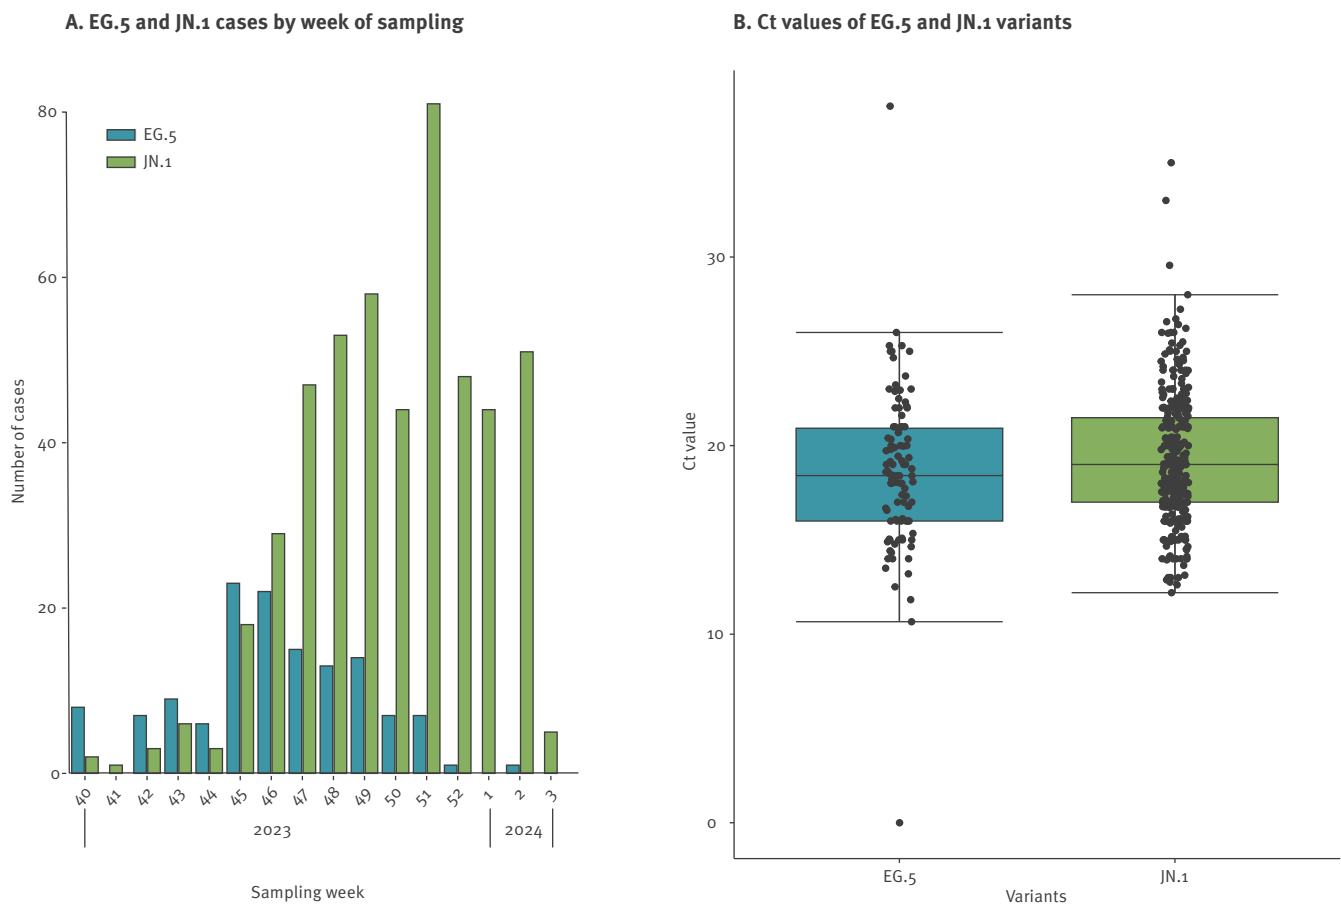 A. EG.5 and JN.1 cases by week of sampling
80
60
40
20
0
Number of cases
EG.5
JN.1
40 41 42 43 44 45 46 47 48 49 50 51 52 1 2 3
2023 2024
Sampling week
B. Ct values of EG.5 and JN.1 variants
30
20
10
0
Ct value
EG.5 JN.1
Variants